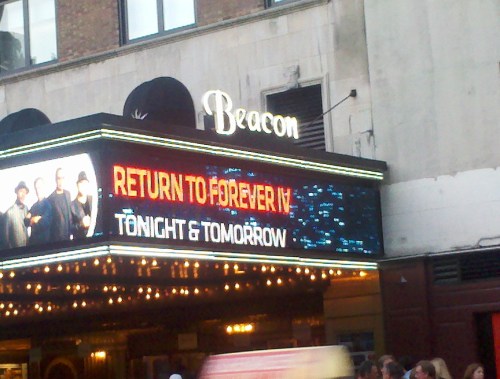 Beacon
RETURN TO FOREVER IV
TONIGHT & TOMORROW